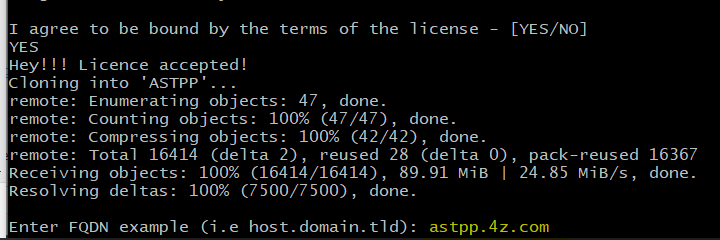 I agree to be bound by the terms of the license - [YES/NO]
YES
Hey!!! Licence accepted!
Cloning into 'ASTPP'...
remote: Enumerating objects: 47, done.
remote: Counting objects: 100% (47/47), done.
remote: Compressing objects: 100% (42/42), done.
remote: Total 16414 (delta 2), reused 28 (delta 0), pack-reused 16367
Receiving objects: 100% (16414/16414), 89.91 MiB | 24.85 MiB/s, done.
Resolving deltas: 100% (7500/7500), done.
Enter FQDN example (i.e host.domain.tld): astpp.4z.com